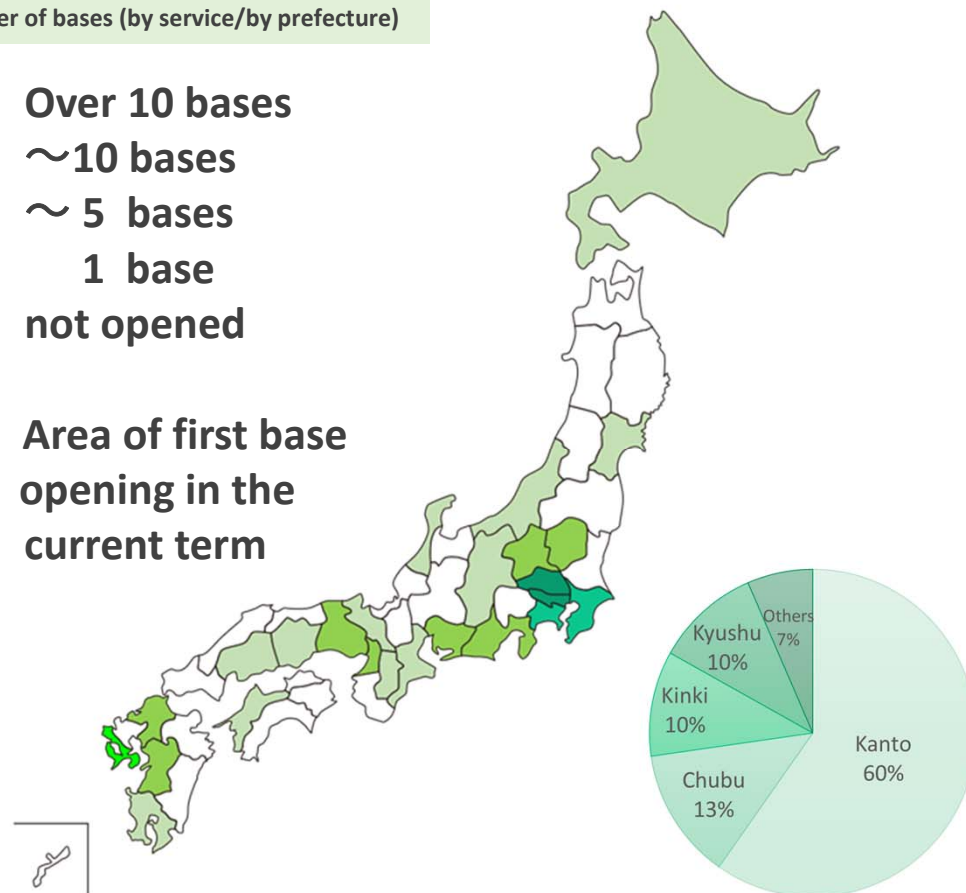 er of bases (by service/by prefecture)
Over 10 bases
～10 bases
～ 5 bases
1 base
not opened
Area of first base
opening in the
current term
Others
7%
Kyushu
10%
Kinki
10%
Chubu
13%
Kanto
60%